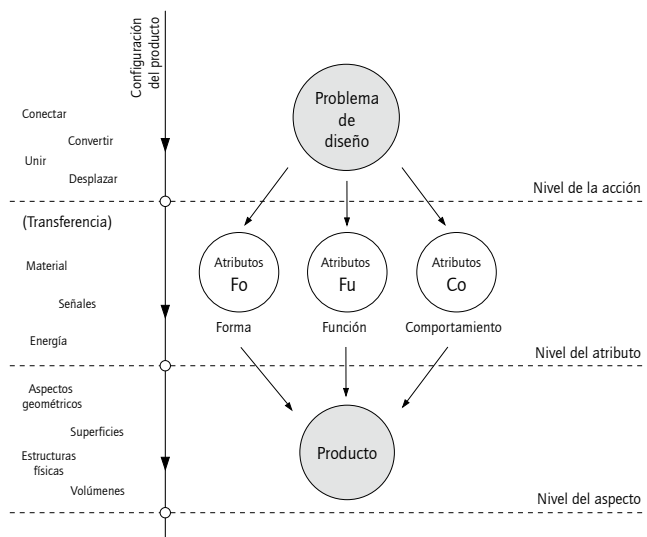 Configuración
del producto
Conectar
Convertir
Unir
Desplazar
Problema
de
diseño
Nivel de la acción
(Transferencia)
Material
Señales
Energía
Atributos
Fo
Forma
Atributos
Fu
Función
Atributos
Co
Comportamiento
Nivel del atributo
Aspectos
geométricos
Superficies
Estructuras
físicas
Volúmenes
Producto
Nivel del aspecto